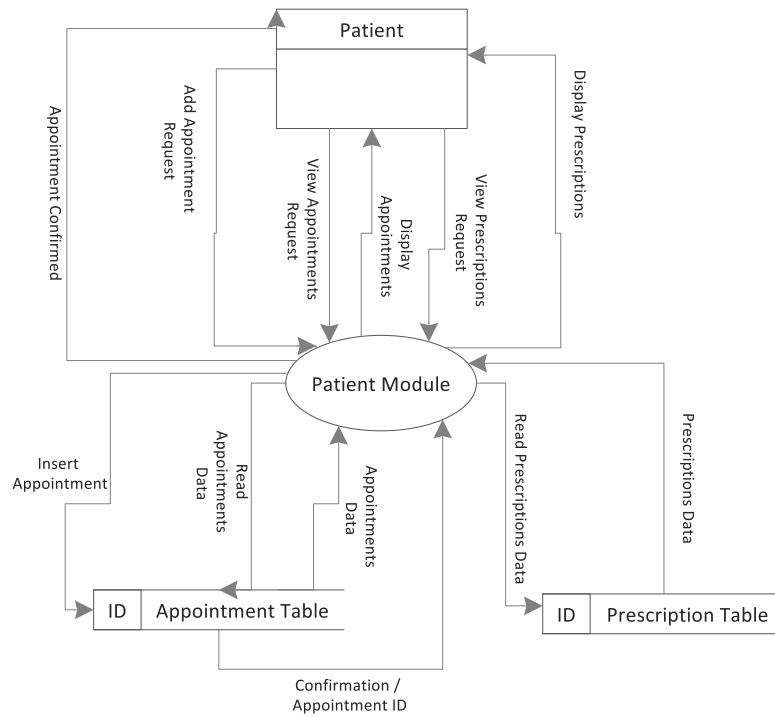 Patient
Appointment Confirmed
Add Appointment
Request
View Appointments
Request
Display
Appointments
View Prescriptions
Request
Display Prescriptions
Patient Module
Insert
Appointment
Read
Appointments
Data
Appointments
Data
Read Prescriptions Data
Prescriptions Data
ID
Appointment Table
ID
Prescription Table
Confirmation /
Appointment ID